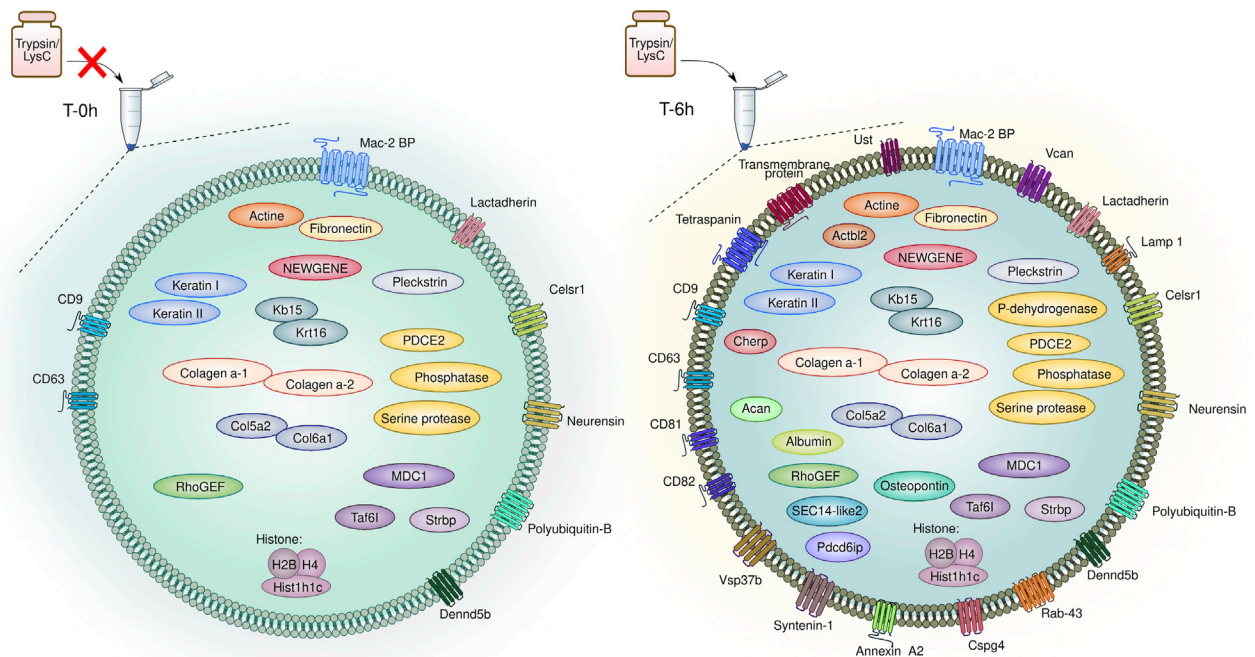 Trypsin/
LysC
T-0h
Mac-2 BP
Lactadherin
Actine
Fibronectin
NEWGENE
Pleckstrin
Keratin I
Keratin II
CD9
Kb15
Krt16
Celsr1
PDCE2
CD63
Colagen a-1
Colagen a-2
Phosphatase
Serine protease
Neurensin
Col5a2
Col6a1
RhoGEF
MDC1
Taf6l
Strbp
Polyubiquitin-B
Histone:
H2B
H4
Hist1h1c
Dennd5b
Trypsin/
LysC
T-6h
Ust
Mac-2 BP
Vcan
Transmembrane
protein
Tetraspanin
Actine
Fibronectin
Lactadherin
Actbl2
Lamp 1
NEWGENE
Pleckstrin
Keratin I
Keratin II
CD9
Kb15
Krt16
P-dehydrogenase
Celsr1
Cherp
PDCE2
CD63
Colagen a-1
Colagen a-2
Phosphatase
Acan
Col5a2
Col6a1
Serine protease
Neurensin
CD81
Albumin
RhoGEF
MDC1
CD82
Osteopontin
SEC14-like2
Taf6l
Strbp
Polyubiquitin-B
Pdcd6ip
Histone:
H2B
H4
Hist1h1c
Vsp37b
Dennd5b
Syntenin-1
Rab-43
Annexin A2
Cspg4